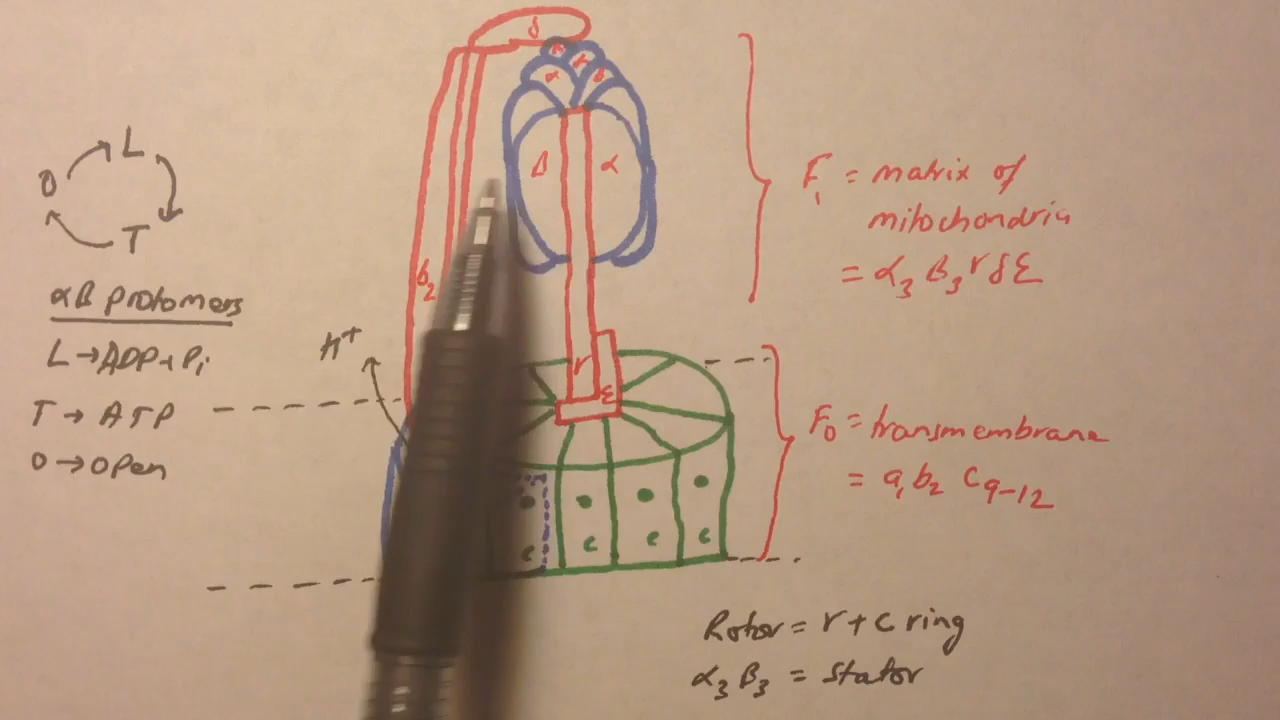 δ
α
α
β
β
α
L
O
T
αβ protomers
L → ADP + Pi
T → ATP
O → open
H+
b2
γ
ε
c
c
c
c
F1 = matrix of
mitochondria
= α3 β3 γ δ ε
F0 = transmembrane
= a1 b2 c9-12
Rotor = γ + c ring
α3 β3 = stator